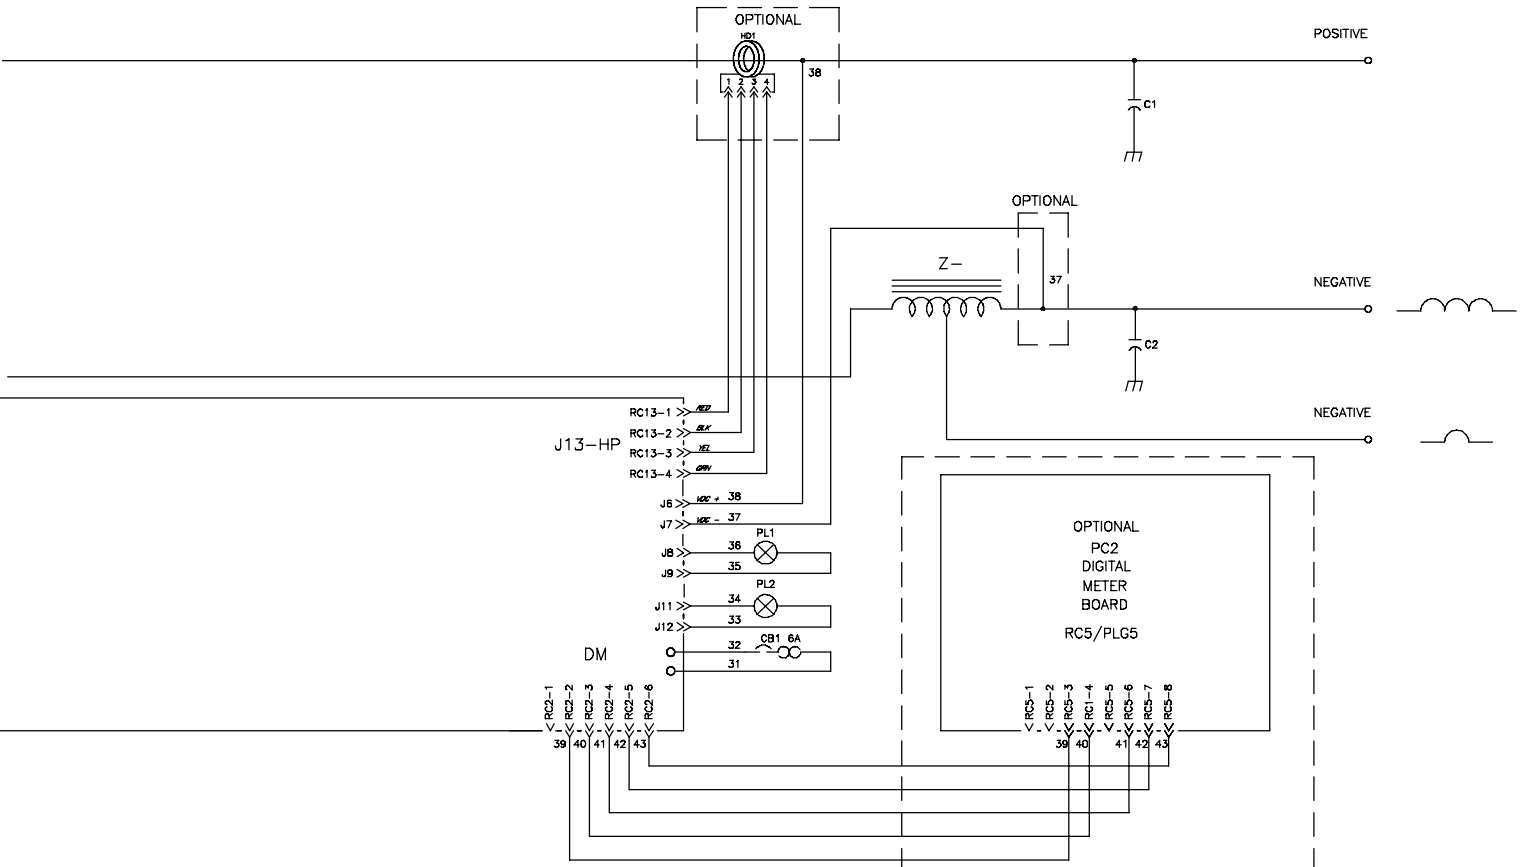 OPTIONAL
HD1
1 2 3 4
38
POSITIVE
C1
OPTIONAL
Z-
37
NEGATIVE
C2
NEGATIVE
J13-HP
RC13-1 RED
RC13-2 BLK
RC13-3 YEL
RC13-4 GRN
J6 VDC + 38
J7 VDC - 37
PL1
J8 36
J9 35
PL2
J11 34
J12 33
CB1 6A
32
31
DM
RC2-1
RC2-2
RC2-3
RC2-4
RC2-5
RC2-6
39 40 41 42 43
OPTIONAL
PC2
DIGITAL
METER
BOARD
RC5/PLG5
RC5-1
RC5-2
RC5-3
RC1-4
RC5-5
RC5-6
RC5-7
RC5-8
39 40 41 42 43